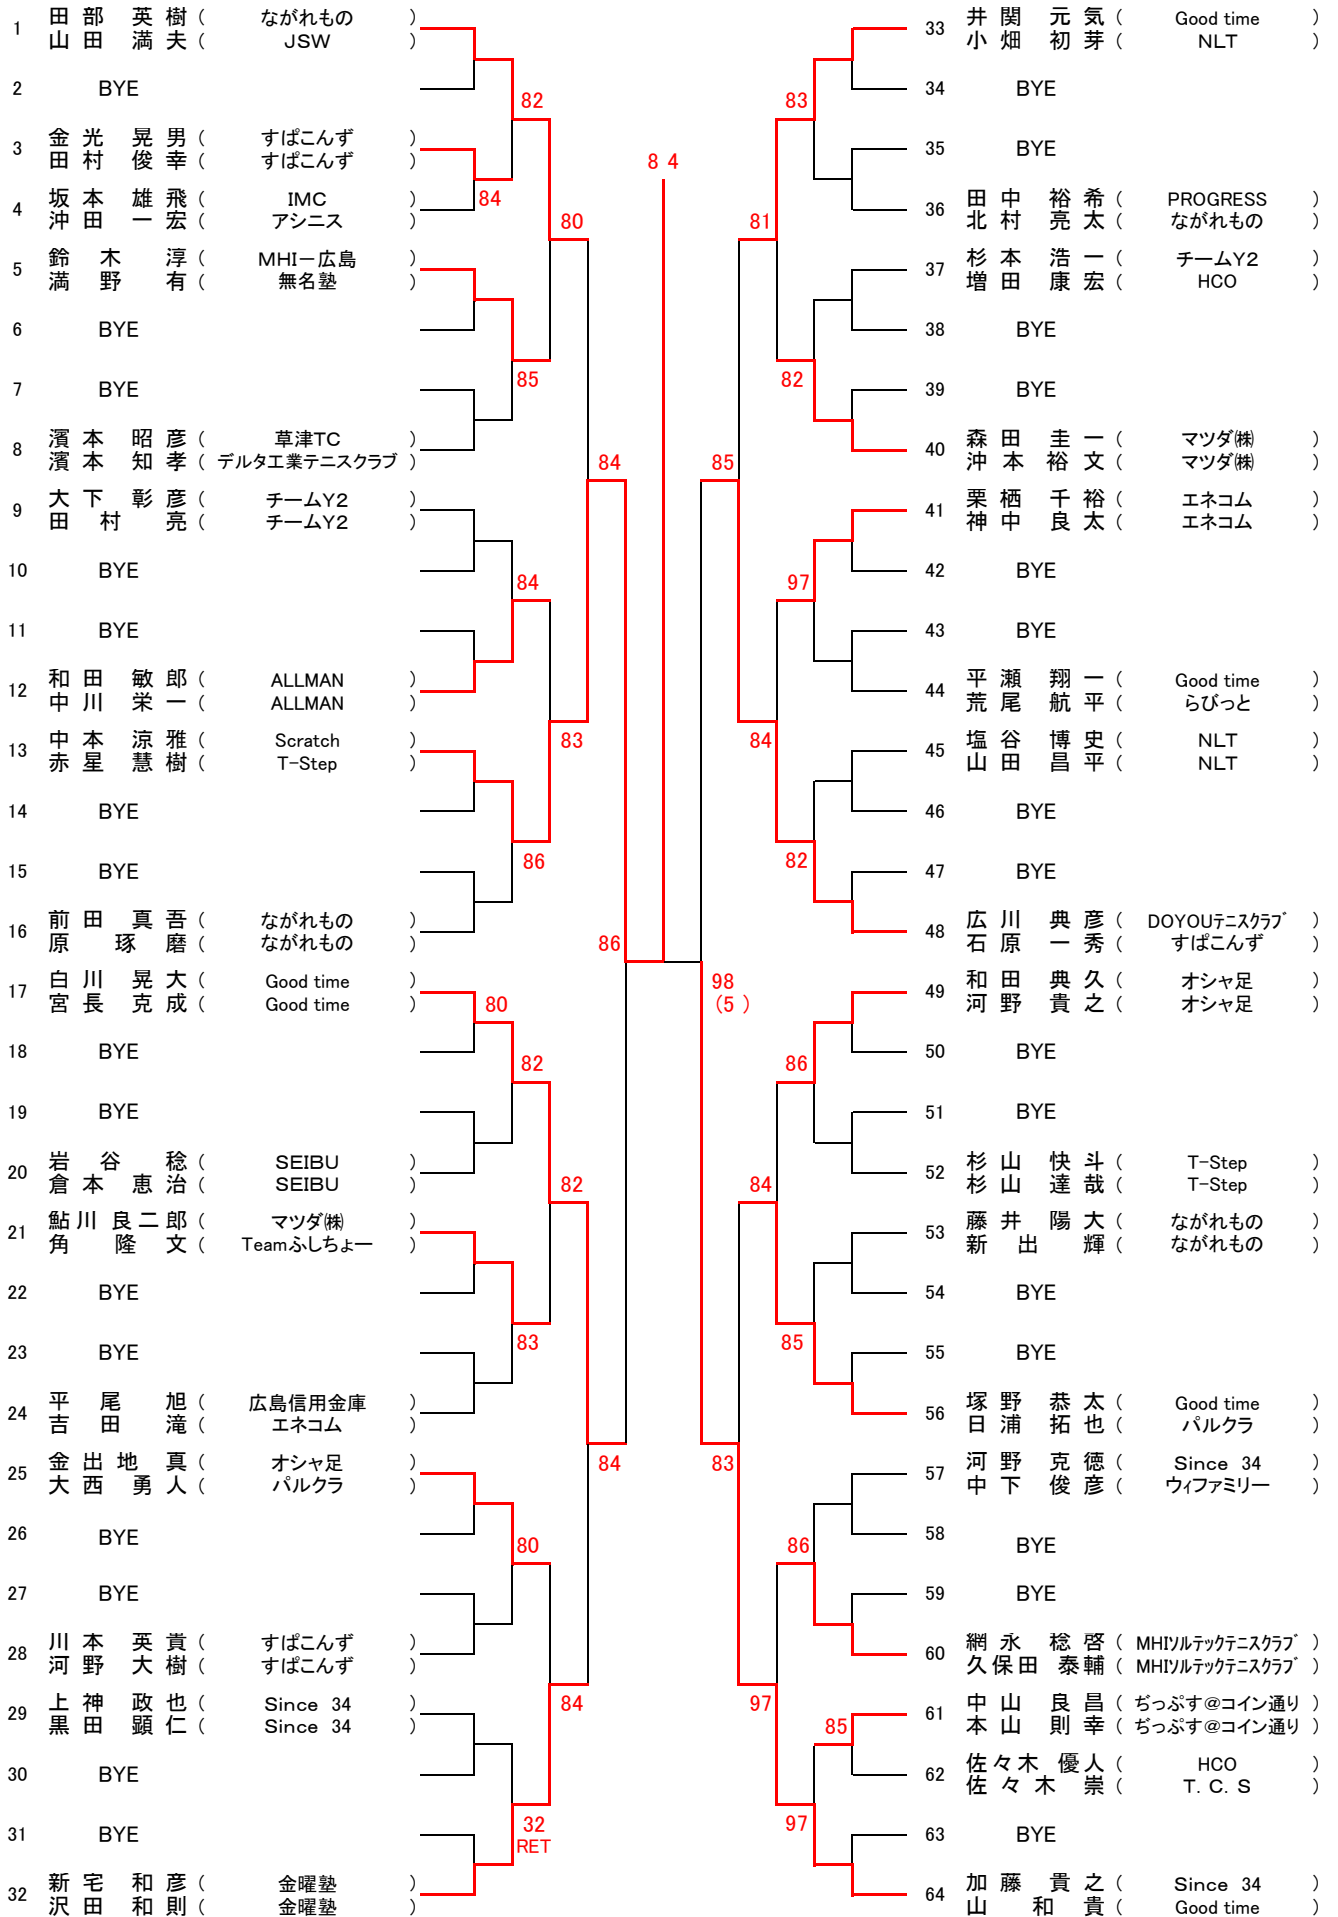 1 田部 英樹 ( ながれもの )
山田 満夫 ( JSW )
2 BYE
82
3 金光 晃男 ( すぱこんず )
田村 俊幸 ( すぱこんず )
84
4 坂本 雄飛 ( IMC )
沖田 一宏 ( アシニス )
80
5 鈴木 淳 ( MHI－広島 )
満野 有 ( 無名塾 )
6 BYE
85
7 BYE
8 濱本 昭彦 ( 草津TC )
濱本 知孝 ( デルタ工業テニスクラブ )
84
9 大下 彰彦 ( チームY2 )
田村 亮 ( チームY2 )
10 BYE
84
11 BYE
12 和田 敏郎 ( ALLMAN )
中川 栄一 ( ALLMAN )
83
13 中本 涼雅 ( Scratch )
赤星 慧樹 ( T-Step )
14 BYE
86
15 BYE
16 前田 真吾 ( ながれもの )
原 琢磨 ( ながれもの )
86
17 白川 晃大 ( Good time )
宮長 克成 ( Good time )
80
18 BYE
82
19 BYE
20 岩谷 稔 ( SEIBU )
倉本 恵治 ( SEIBU )
82
21 鮎川 良二郎 ( マツダ㈱ )
角 隆文 ( Teamふしちょー )
22 BYE
83
23 BYE
24 平尾 旭 ( 広島信用金庫 )
吉田 滝 ( エネコム )
84
25 金出地 真 ( オシャ足 )
大西 勇人 ( パルクラ )
26 BYE
80
27 BYE
28 川本 英貴 ( すぱこんず )
河野 大樹 ( すぱこんず )
84
29 上神 政也 ( Since 34 )
黒田 顕仁 ( Since 34 )
30 BYE
32
RET
31 BYE
32 新宅 和彦 ( 金曜塾 )
沢田 和則 ( 金曜塾 )
8 4
33 井関 元気 ( Good time )
小畑 初芽 ( NLT )
34 BYE
83
35 BYE
36 田中 裕希 ( PROGRESS )
北村 亮太 ( ながれもの )
81
37 杉本 浩一 ( チームY2 )
増田 康宏 ( HCO )
38 BYE
82
39 BYE
40 森田 圭一 ( マツダ㈱ )
沖本 裕文 ( マツダ㈱ )
85
41 栗栖 千裕 ( エネコム )
神中 良太 ( エネコム )
42 BYE
97
43 BYE
44 平瀬 翔一 ( Good time )
荒尾 航平 ( らびっと )
84
45 塩谷 博史 ( NLT )
山田 昌平 ( NLT )
46 BYE
82
47 BYE
48 広川 典彦 ( DOYOUテニスクラブ )
石原 一秀 ( すぱこんず )
98
(5 )
49 和田 典久 ( オシャ足 )
河野 貴之 ( オシャ足 )
50 BYE
86
51 BYE
52 杉山 快斗 ( T-Step )
杉山 達哉 ( T-Step )
84
53 藤井 陽大 ( ながれもの )
新出 輝 ( ながれもの )
54 BYE
85
55 BYE
56 塚野 恭太 ( Good time )
日浦 拓也 ( パルクラ )
83
57 河野 克徳 ( Since 34 )
中下 俊彦 ( ウィファミリー )
58 BYE
86
59 BYE
60 網永 稔啓 ( MHIソルテックテニスクラブ )
久保田 泰輔 ( MHIソルテックテニスクラブ )
97
61 中山 良昌 ( ぢっぷす＠コイン通り )
本山 則幸 ( ぢっぷす＠コイン通り )
85
62 佐々木 優人 ( HCO )
佐々木 崇 ( T. C. S )
97
63 BYE
64 加藤 貴之 ( Since 34 )
山 和貴 ( Good time )